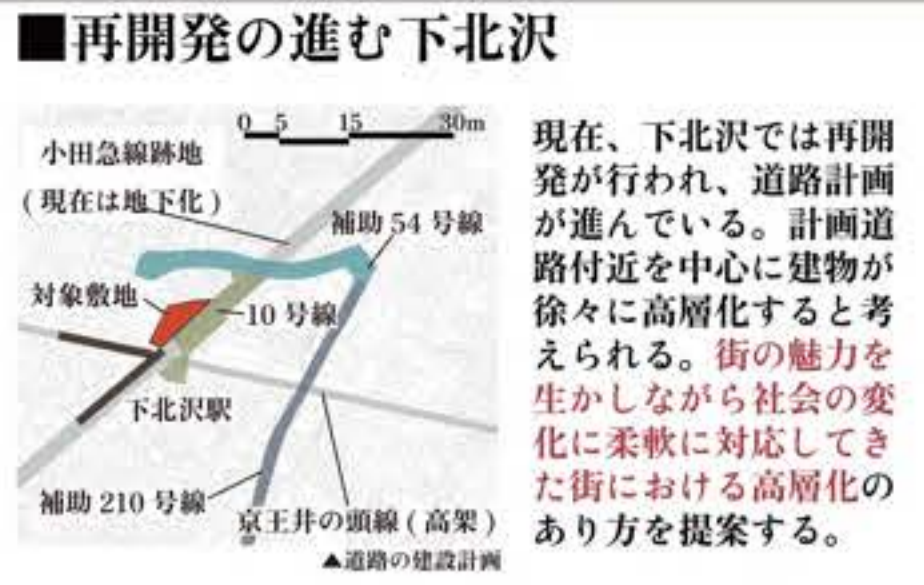 ■再開発の進む下北沢
0 5 15 30m
小田急線跡地
(現在は地下化)
補助 54 号線
対象敷地
10 号線
下北沢駅
補助 210 号線
京王井の頭線(高架)
▲道路の建設計画
現在、下北沢では再開
発が行われ、道路計画
が進んでいる。計画道
路付近を中心に建物が
徐々に高層化すると考
えられる。街の魅力を
生かしながら社会の変
化に柔軟に対応してき
た街における高層化の
あり方を提案する。